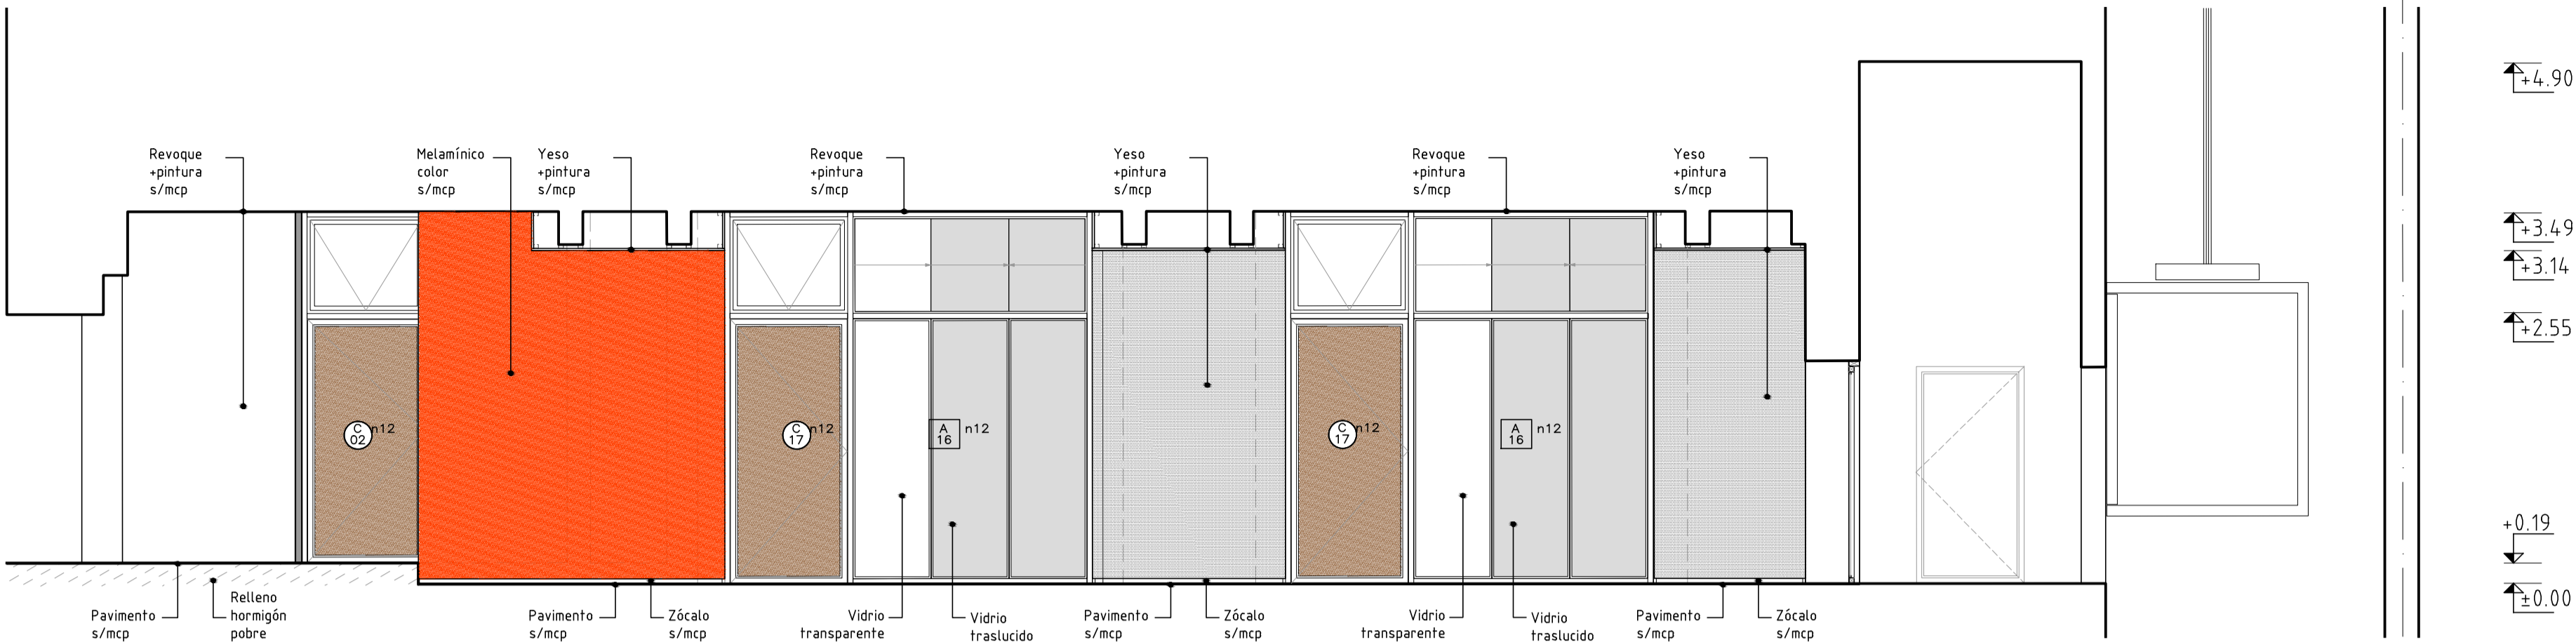 +4.90
Revoque
+pintura
s/mcp
Melamínico
color
s/mcp
Yeso
+pintura
s/mcp
Revoque
+pintura
s/mcp
Yeso
+pintura
s/mcp
Revoque
+pintura
s/mcp
Yeso
+pintura
s/mcp
+3.49
+3.14
+2.55
C
02
n12
C
17
n12
A
16
n12
C
17
n12
A
16
n12
+0.19
±0.00
Pavimento
s/mcp
Relleno
hormigón
pobre
Pavimento
s/mcp
Zócalo
s/mcp
Vidrio
transparente
Vidrio
traslucido
Pavimento
s/mcp
Zócalo
s/mcp
Vidrio
transparente
Vidrio
traslucido
Pavimento
s/mcp
Zócalo
s/mcp